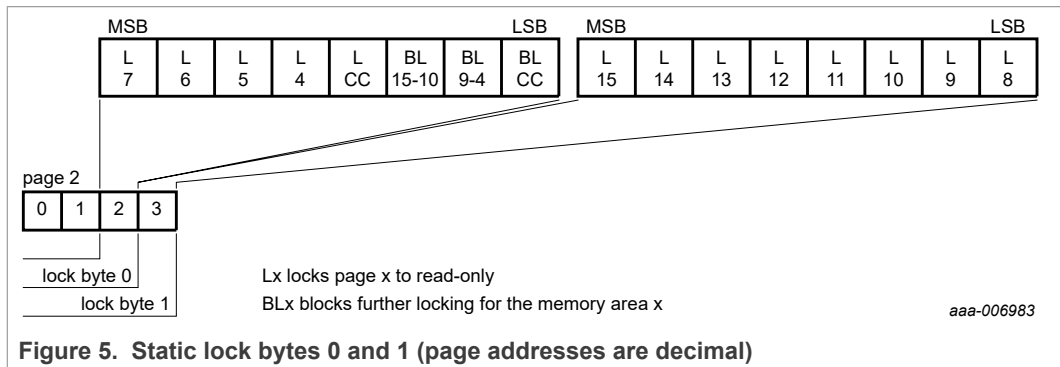 MSB LSB MSB LSB
L L L L L BL BL BL L L L L L L L L
7 6 5 4 CC 15-10 9-4 CC 15 14 13 12 11 10 9 8
page 2
0 1 2 3
lock byte 0 Lx locks page x to read-only
lock byte 1 BLx blocks further locking for the memory area x
aaa-006983
Figure 5. Static lock bytes 0 and 1 (page addresses are decimal)